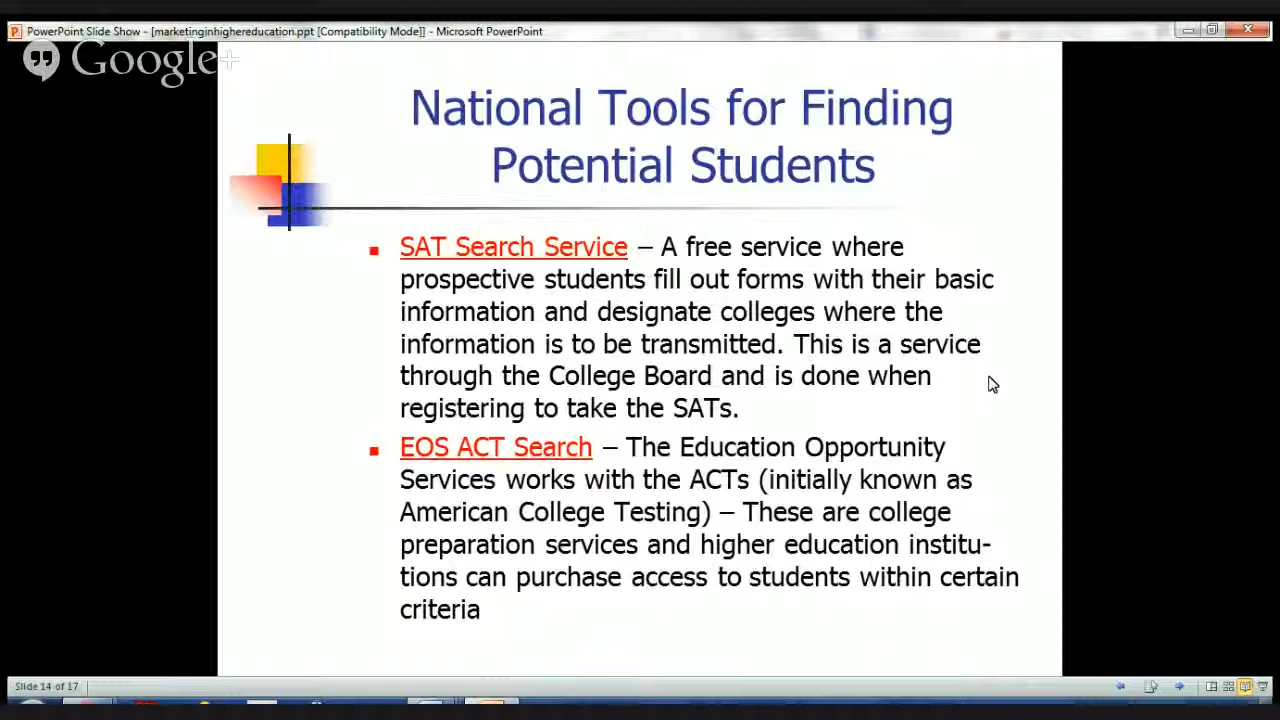 PowerPoint Slide Show - [marketinginhighereducation.ppt [Compatibility Mode]] - Microsoft PowerPoint
Google+
National Tools for Finding
Potential Students
SAT Search Service – A free service where
prospective students fill out forms with their basic
information and designate colleges where the
information is to be transmitted. This is a service
through the College Board and is done when
registering to take the SATs.
EOS ACT Search – The Education Opportunity
Services works with the ACTs (initially known as
American College Testing) – These are college
preparation services and higher education institu-
tions can purchase access to students within certain
criteria
Slide 14 of 17